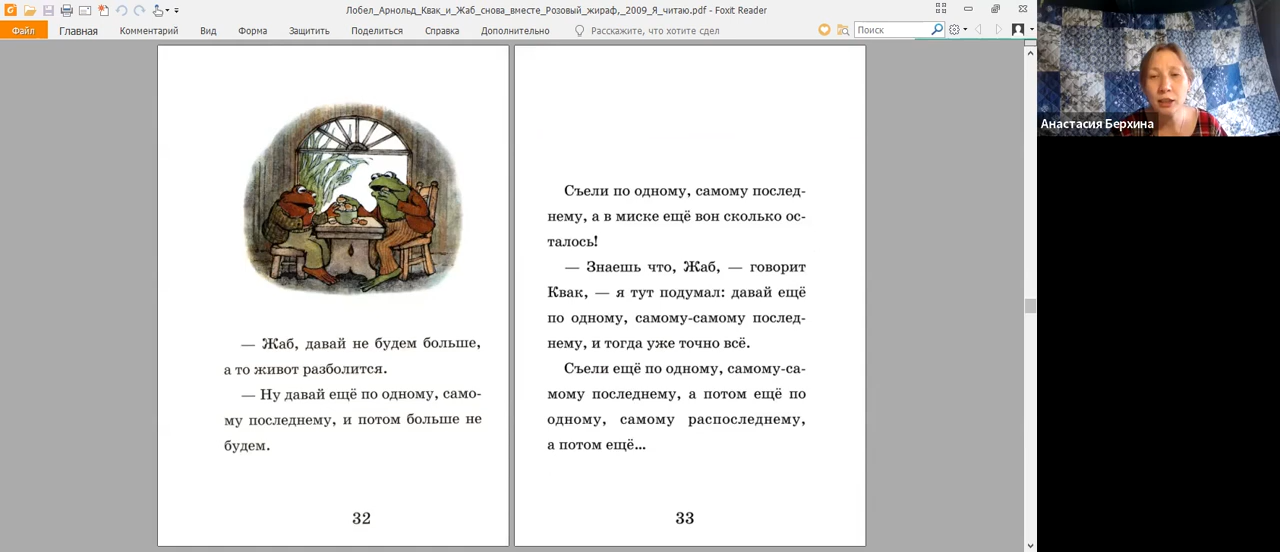 Лобел_Арнольд_Квак_и_Жаб_снова_вместе_Розовый_жираф,_2009_Я_читаю.pdf - Foxit Reader
Файл Главная Комментарий Вид Форма Защитить Поделиться Справка Дополнительно Расскажите, что хотите сдел Поиск
Анастасия Берхина
— Жаб, давай не будем больше,
а то живот разболится.
— Ну давай ещё по одному, само-
му последнему, и потом больше не
будем.
32
Съели по одному, самому послед-
нему, а в миске ещё вон сколько ос-
талось!
— Знаешь что, Жаб, — говорит
Квак, — я тут подумал: давай ещё
по одному, самому-самому послед-
нему, и тогда уже точно всё.
Съели ещё по одному, самому-са-
мому последнему, а потом ещё по
одному, самому распоследнему,
а потом ещё...
33